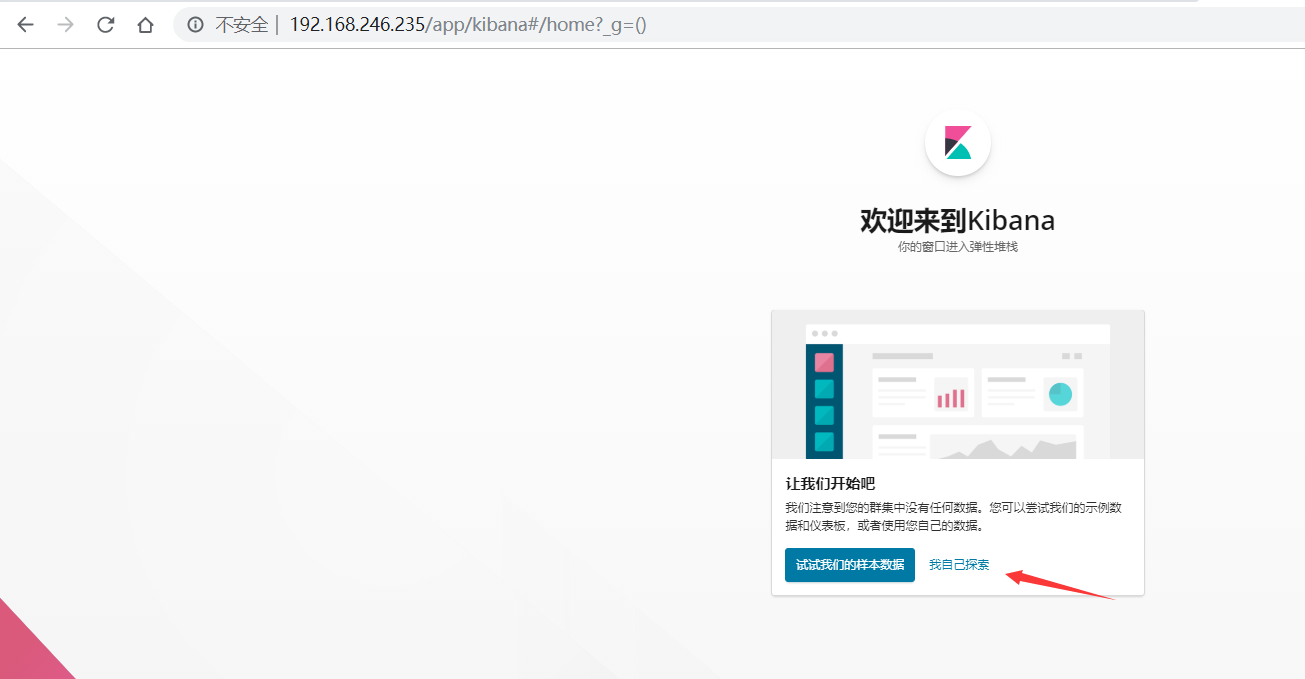 不安全 | 192.168.246.235/app/kibana#/home?_g=()
欢迎来到Kibana
你的窗口进入弹性堆栈
让我们开始吧
我们注意到您的群集中没有任何数据。您可以尝试我们的示例数
据和仪表板，或者使用您自己的数据。
试试我们的样本数据 我自己探索